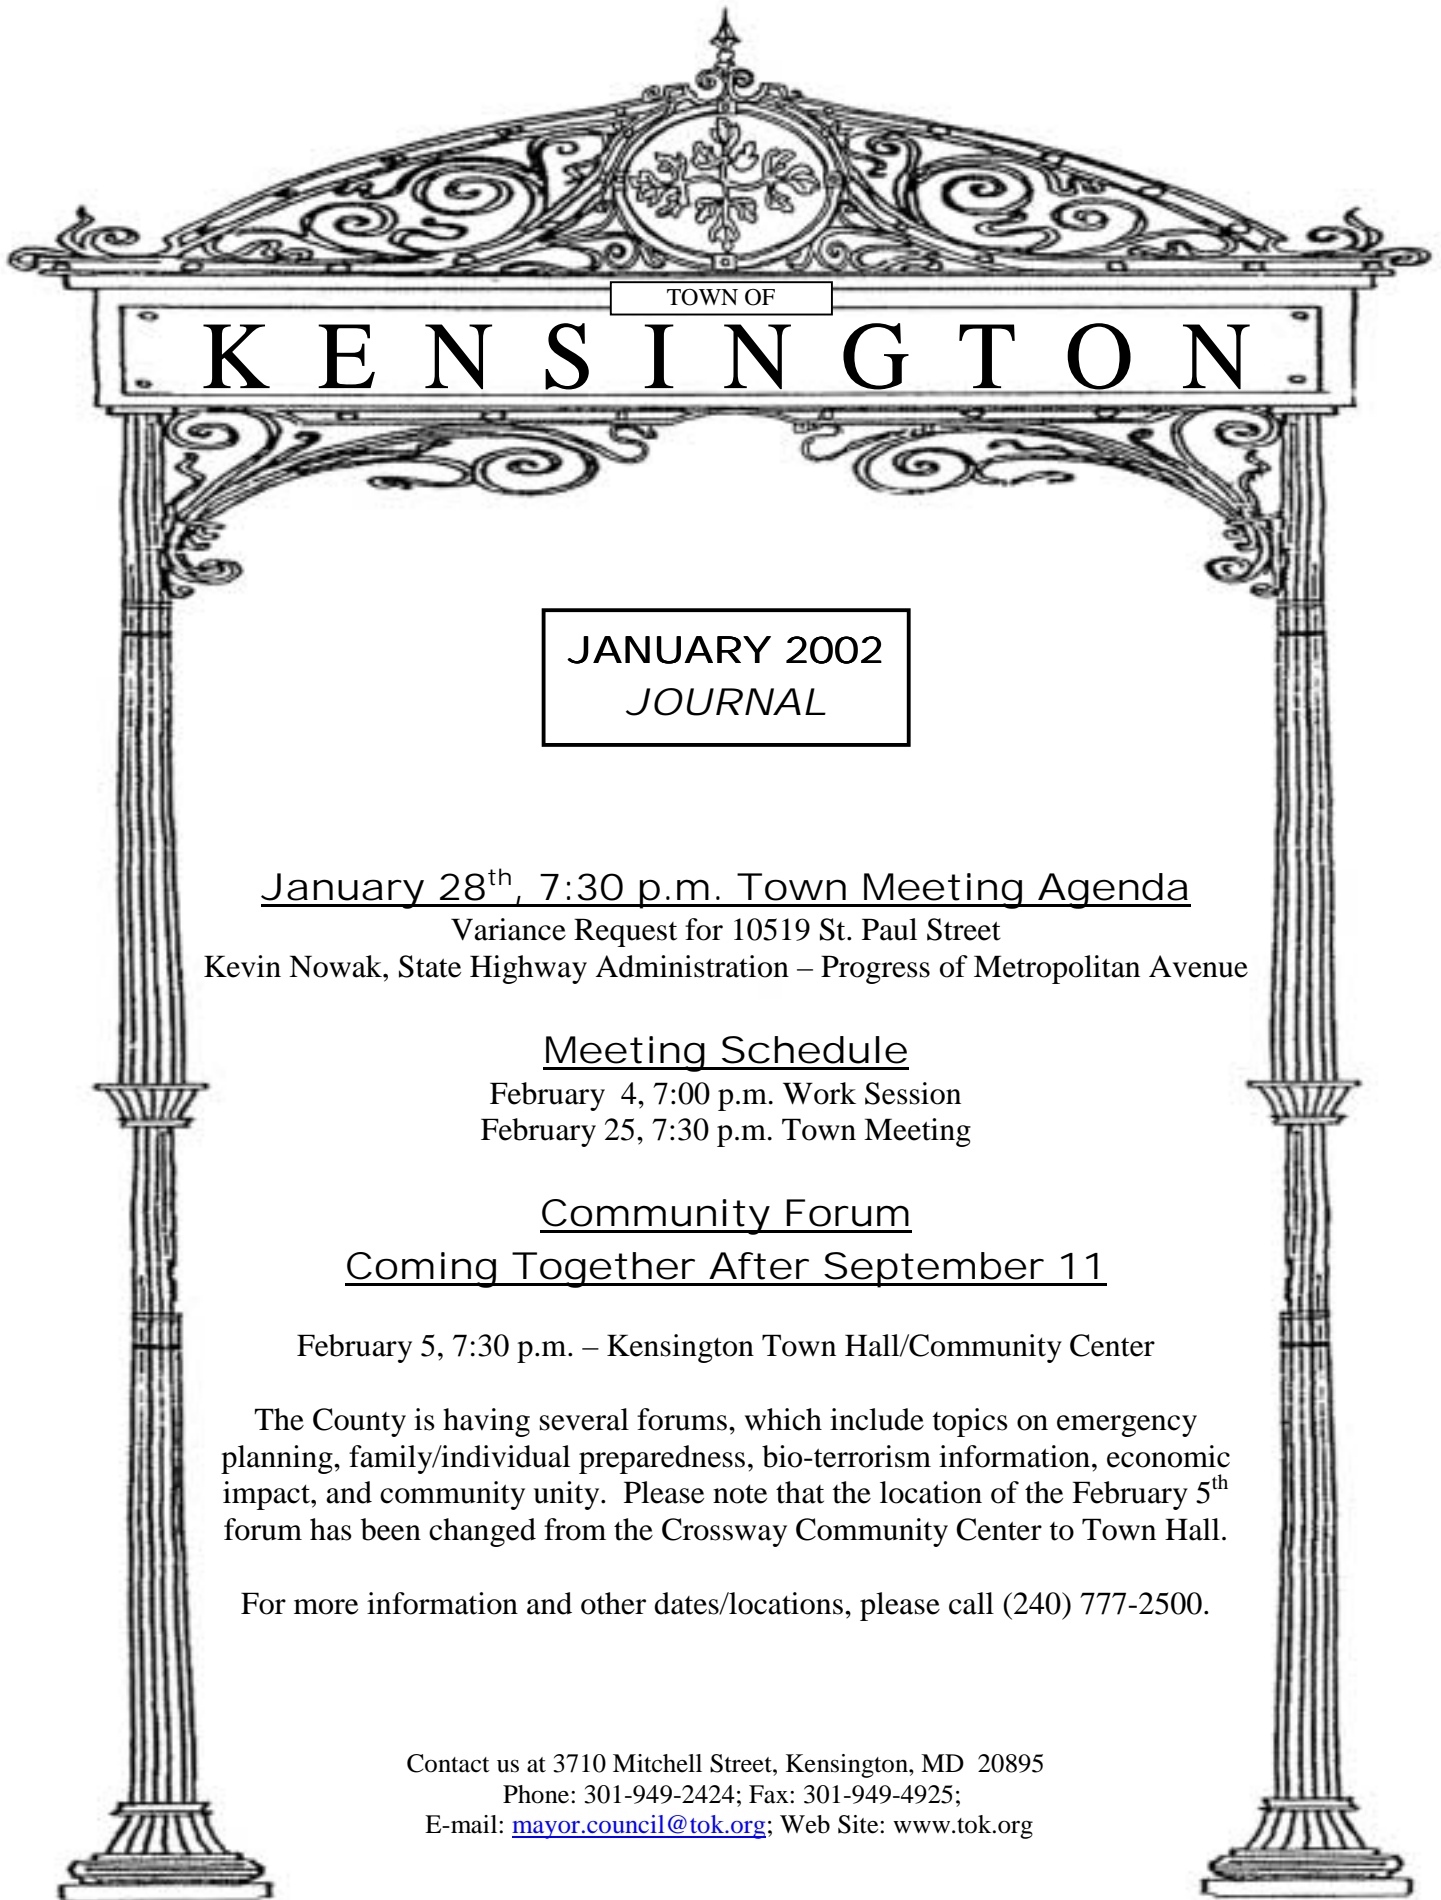 TOWN OF
KENSINGTON
JANUARY 2002
JOURNAL
January 28th, 7:30 p.m. Town Meeting Agenda
Variance Request for 10519 St. Paul Street
Kevin Nowak, State Highway Administration – Progress of Metropolitan Avenue
Meeting Schedule
February 4, 7:00 p.m. Work Session
February 25, 7:30 p.m. Town Meeting
Community Forum
Coming Together After September 11
February 5, 7:30 p.m. – Kensington Town Hall/Community Center
The County is having several forums, which include topics on emergency
planning, family/individual preparedness, bio-terrorism information, economic
impact, and community unity. Please note that the location of the February 5th
forum has been changed from the Crossway Community Center to Town Hall.
For more information and other dates/locations, please call (240) 777-2500.
Contact us at 3710 Mitchell Street, Kensington, MD 20895
Phone: 301-949-2424; Fax: 301-949-4925;
E-mail: mayor.council@tok.org; Web Site: www.tok.org